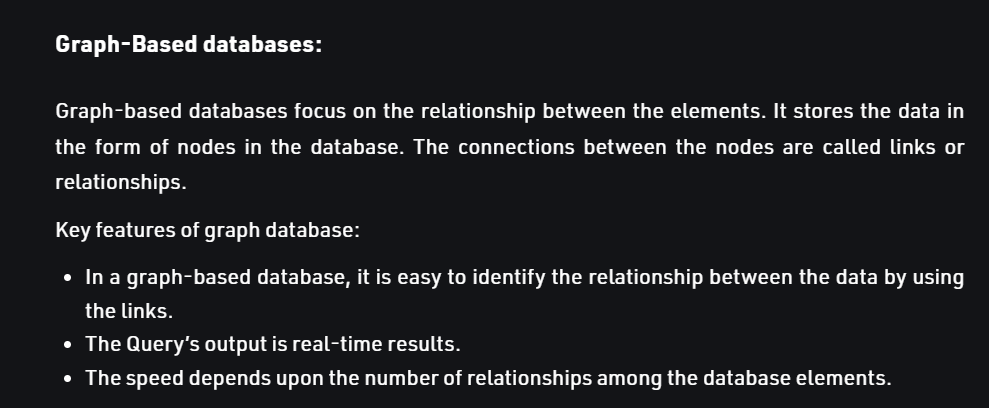 Graph-Based databases:
Graph-based databases focus on the relationship between the elements. It stores the data in
the form of nodes in the database. The connections between the nodes are called links or
relationships.
Key features of graph database:
• In a graph-based database, it is easy to identify the relationship between the data by using
the links.
• The Query’s output is real-time results.
• The speed depends upon the number of relationships among the database elements.